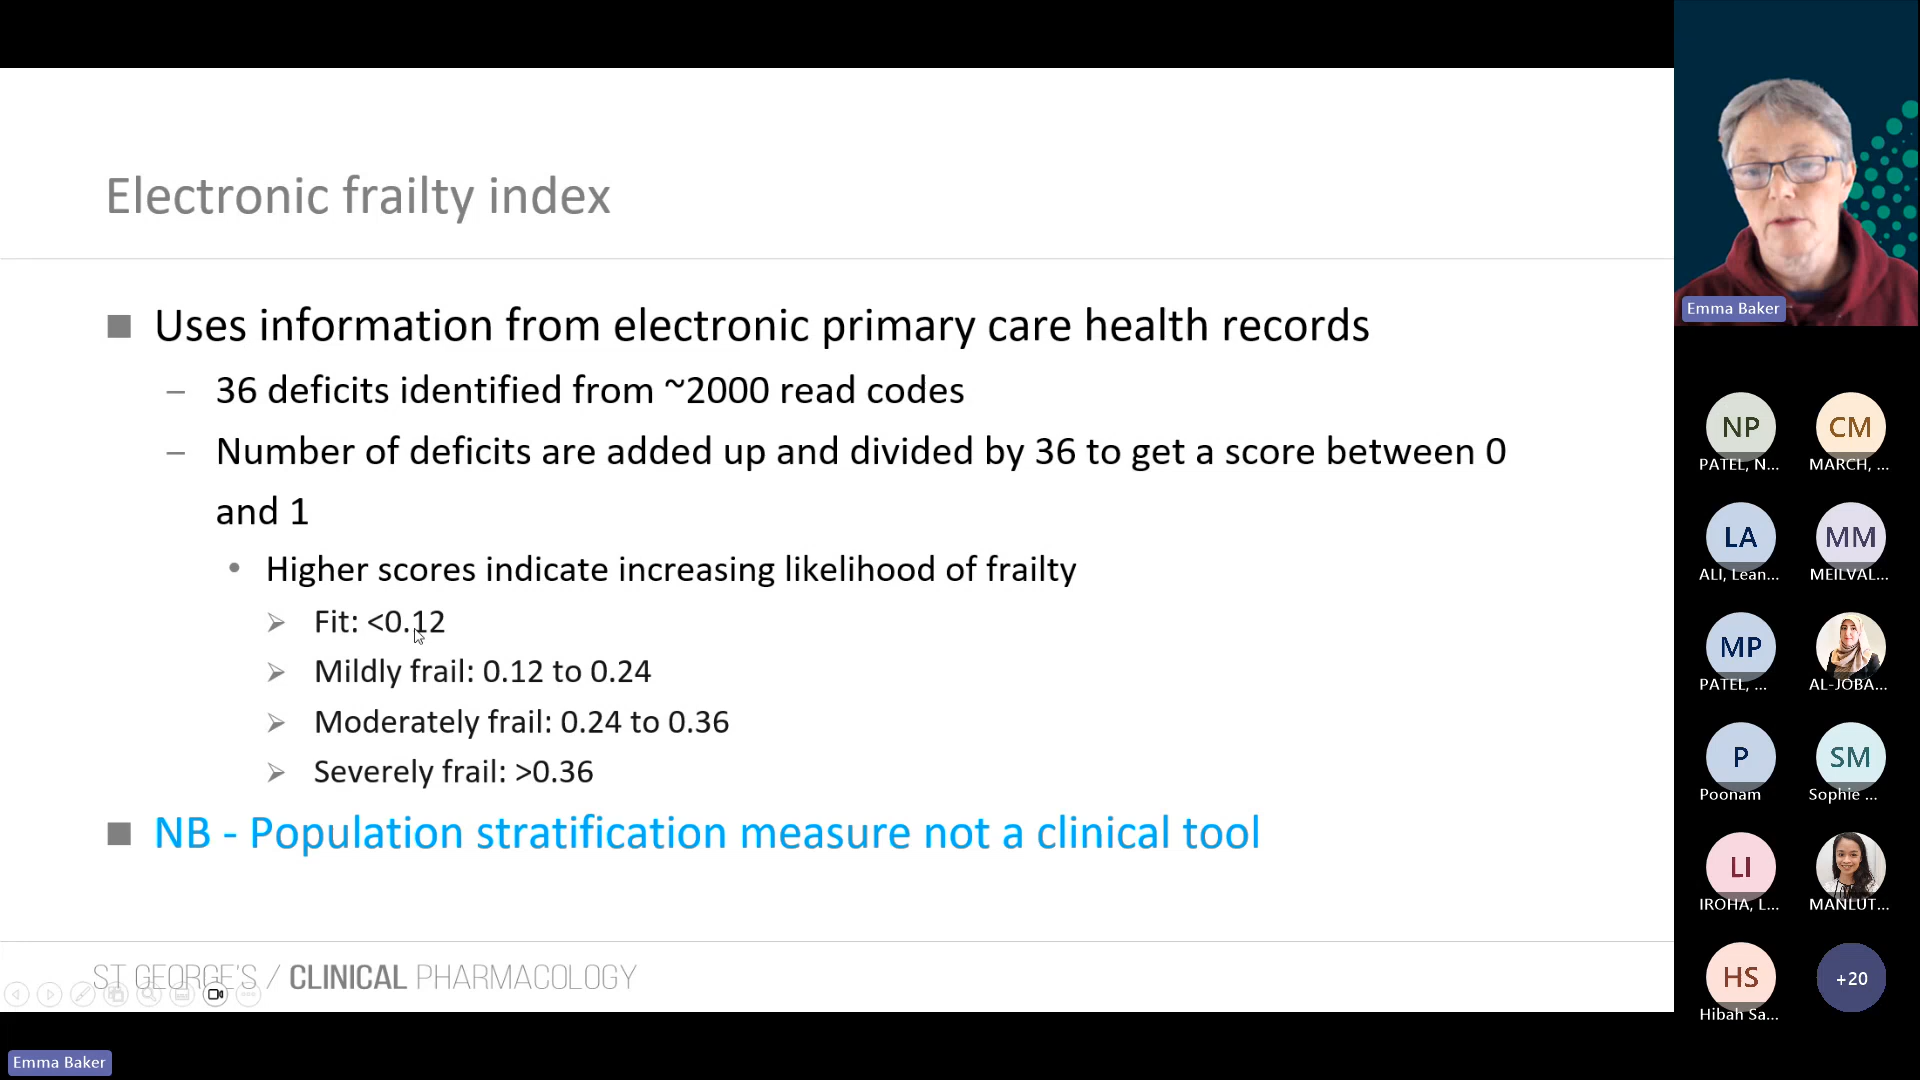 Electronic frailty index
Uses information from electronic primary care health records
– 36 deficits identified from ~2000 read codes
– Number of deficits are added up and divided by 36 to get a score between 0
and 1
• Higher scores indicate increasing likelihood of frailty
➢ Fit: <0.12
➢ Mildly frail: 0.12 to 0.24
➢ Moderately frail: 0.24 to 0.36
➢ Severely frail: >0.36
NB - Population stratification measure not a clinical tool
ST GEORGE'S / CLINICAL PHARMACOLOGY
Emma Baker
Emma Baker
NP
PATEL, N...
CM
MARCH, ...
LA
ALI, Lean...
MM
MEILVAL...
MP
PATEL, ...
AL-JOBA...
P
Poonam
SM
Sophie ...
LI
IROHA, L...
MANLUT...
HS
Hibah Sa...
+20